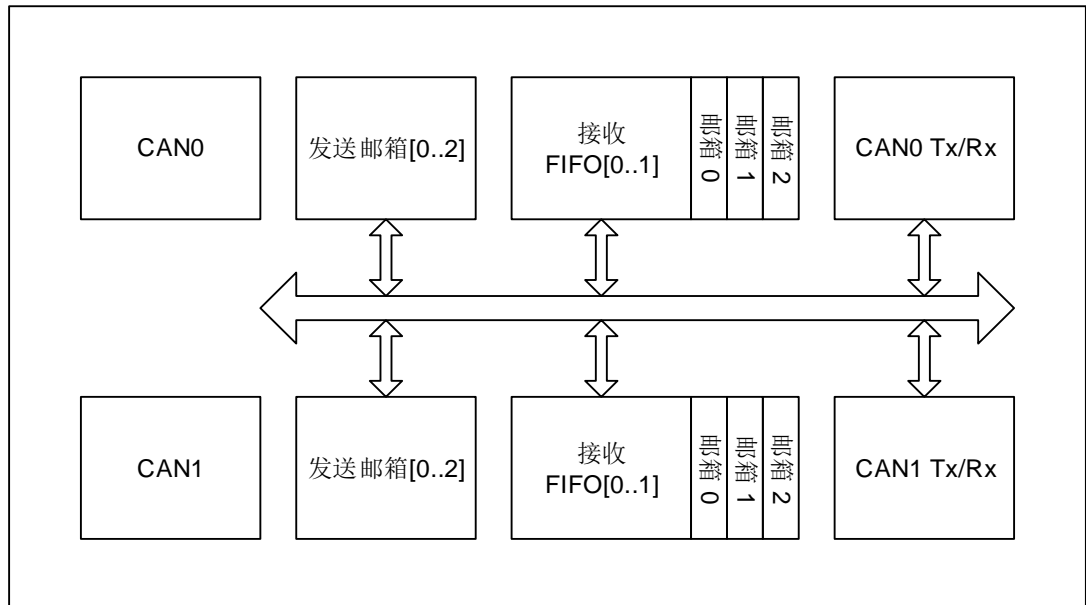 CAN0
发送邮箱[0..2]
接收
FIFO[0..1]
邮箱 0
邮箱 1
邮箱 2
CAN0 Tx/Rx
CAN1
发送邮箱[0..2]
接收
FIFO[0..1]
邮箱 0
邮箱 1
邮箱 2
CAN1 Tx/Rx